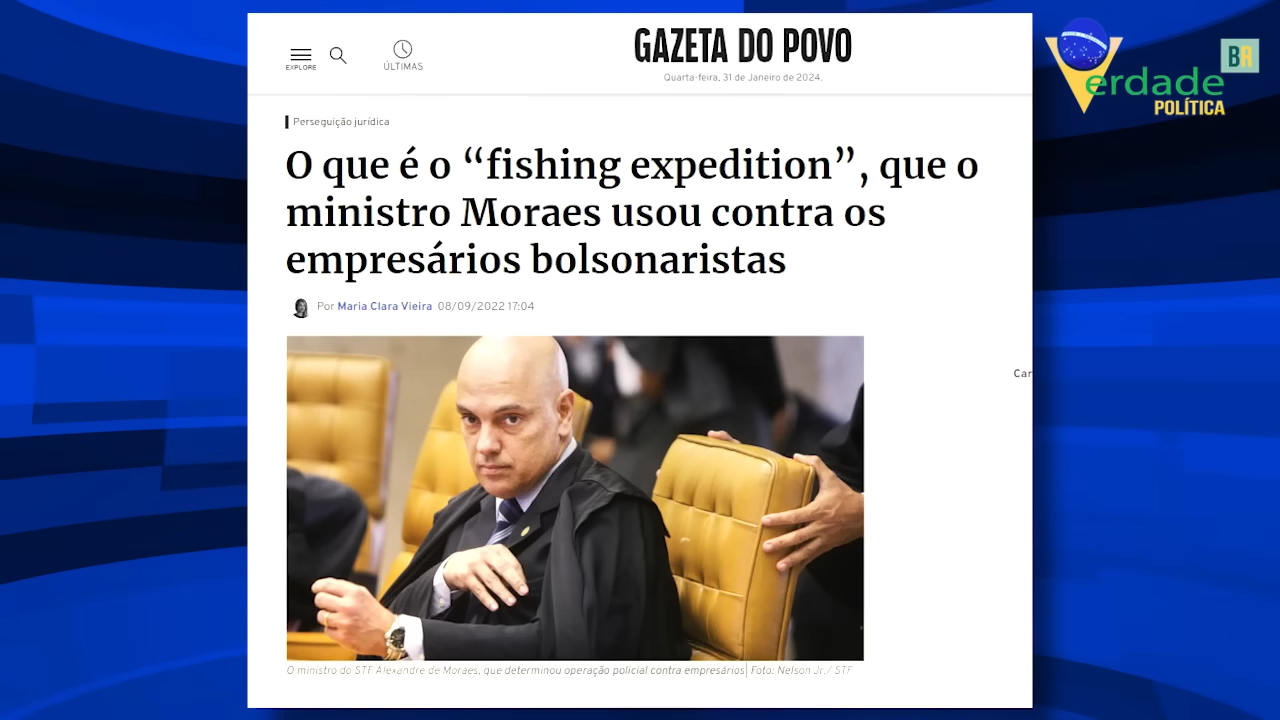 GAZETA DO POVO
EXPLORE
ÚLTIMAS
Quarta-feira, 31 de Janeiro de 2024.
Verdade
POLÍTICA
BR
Perseguição jurídica
O que é o “fishing expedition”, que o
ministro Moraes usou contra os
empresários bolsonaristas
Por Maria Clara Vieira 08/09/2022 17:04
Car
O ministro do STF Alexandre de Moraes, que determinou operação policial contra empresários| Foto: Nelson Jr./ STF